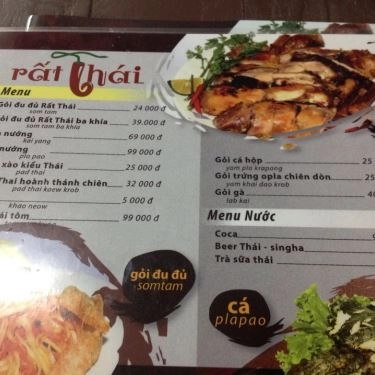 rất thái
Menu
Gỏi đu đủ Rất Thái 24 000 đ
som tam
đu đủ Rất Thái ba khía 39.000 đ
som tam ba khia
nướng 69 000 đ
kai yang
nướng 99 000 đ
pla pao
xào kiểu Thái 25 000 đ
pad thai
Thai hoành thánh chiên 32 000 đ
pad thai koew krob
5 000 đ
khao neow
ái tôm 99 000 đ
gỏi đu đủ
somtam
Gỏi cá hộp 25
yam pla krapong
Gỏi trứng opla chiên dòn 25
yam khai dao krob
Gỏi gà
lab kai
Menu Nước
Coca
Beer Thái - singha
Trà sữa thái
cá
plapao